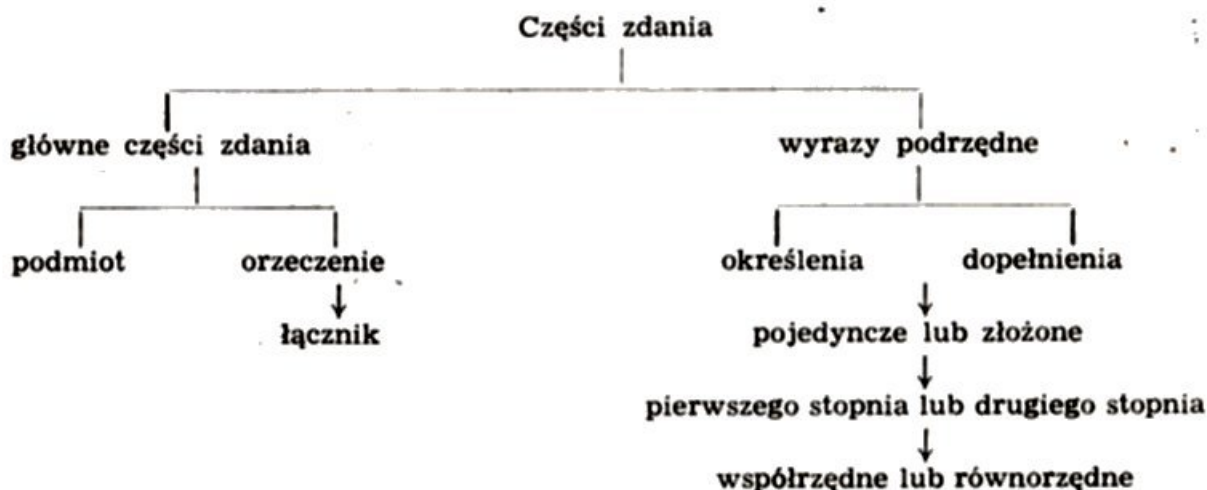 Części zdania
główne części zdania wyrazy podrzędne
podmiot orzeczenie określenia dopełnienia
łącznik pojedyncze lub złożone
pierwszego stopnia lub drugiego stopnia
współrzędne lub równorzędne